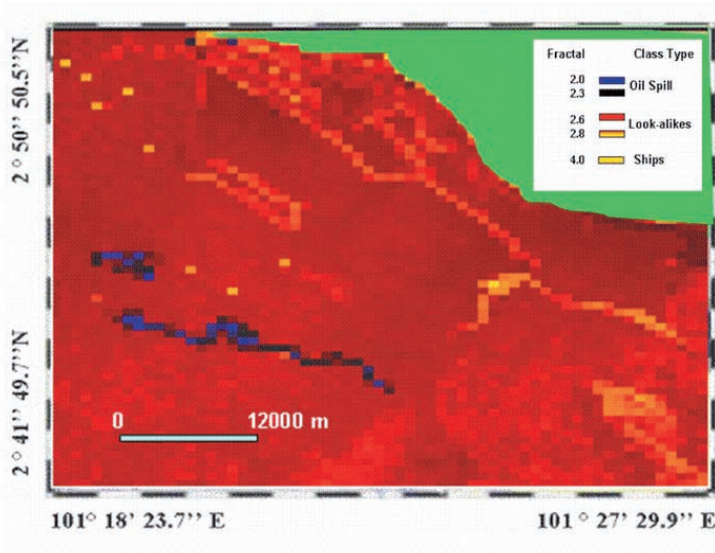 2° 50'' 50.5''N
Fractal Class Type
2.0
2.3
Oil Spill
2.6
2.8
Look-alikes
4.0 Ships
2° 41'' 49.7''N
0 12000 m
101° 18' 23.7'' E
101° 27' 29.9'' E